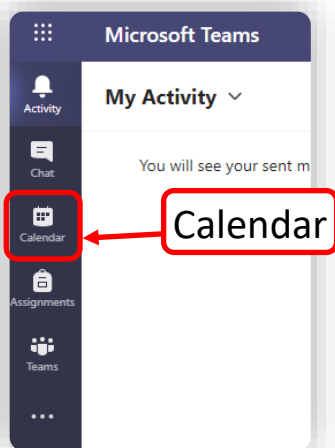 Microsoft Teams
Activity
My Activity
You will see your sent m
Chat
Calendar
Calendar
Assignments
Teams